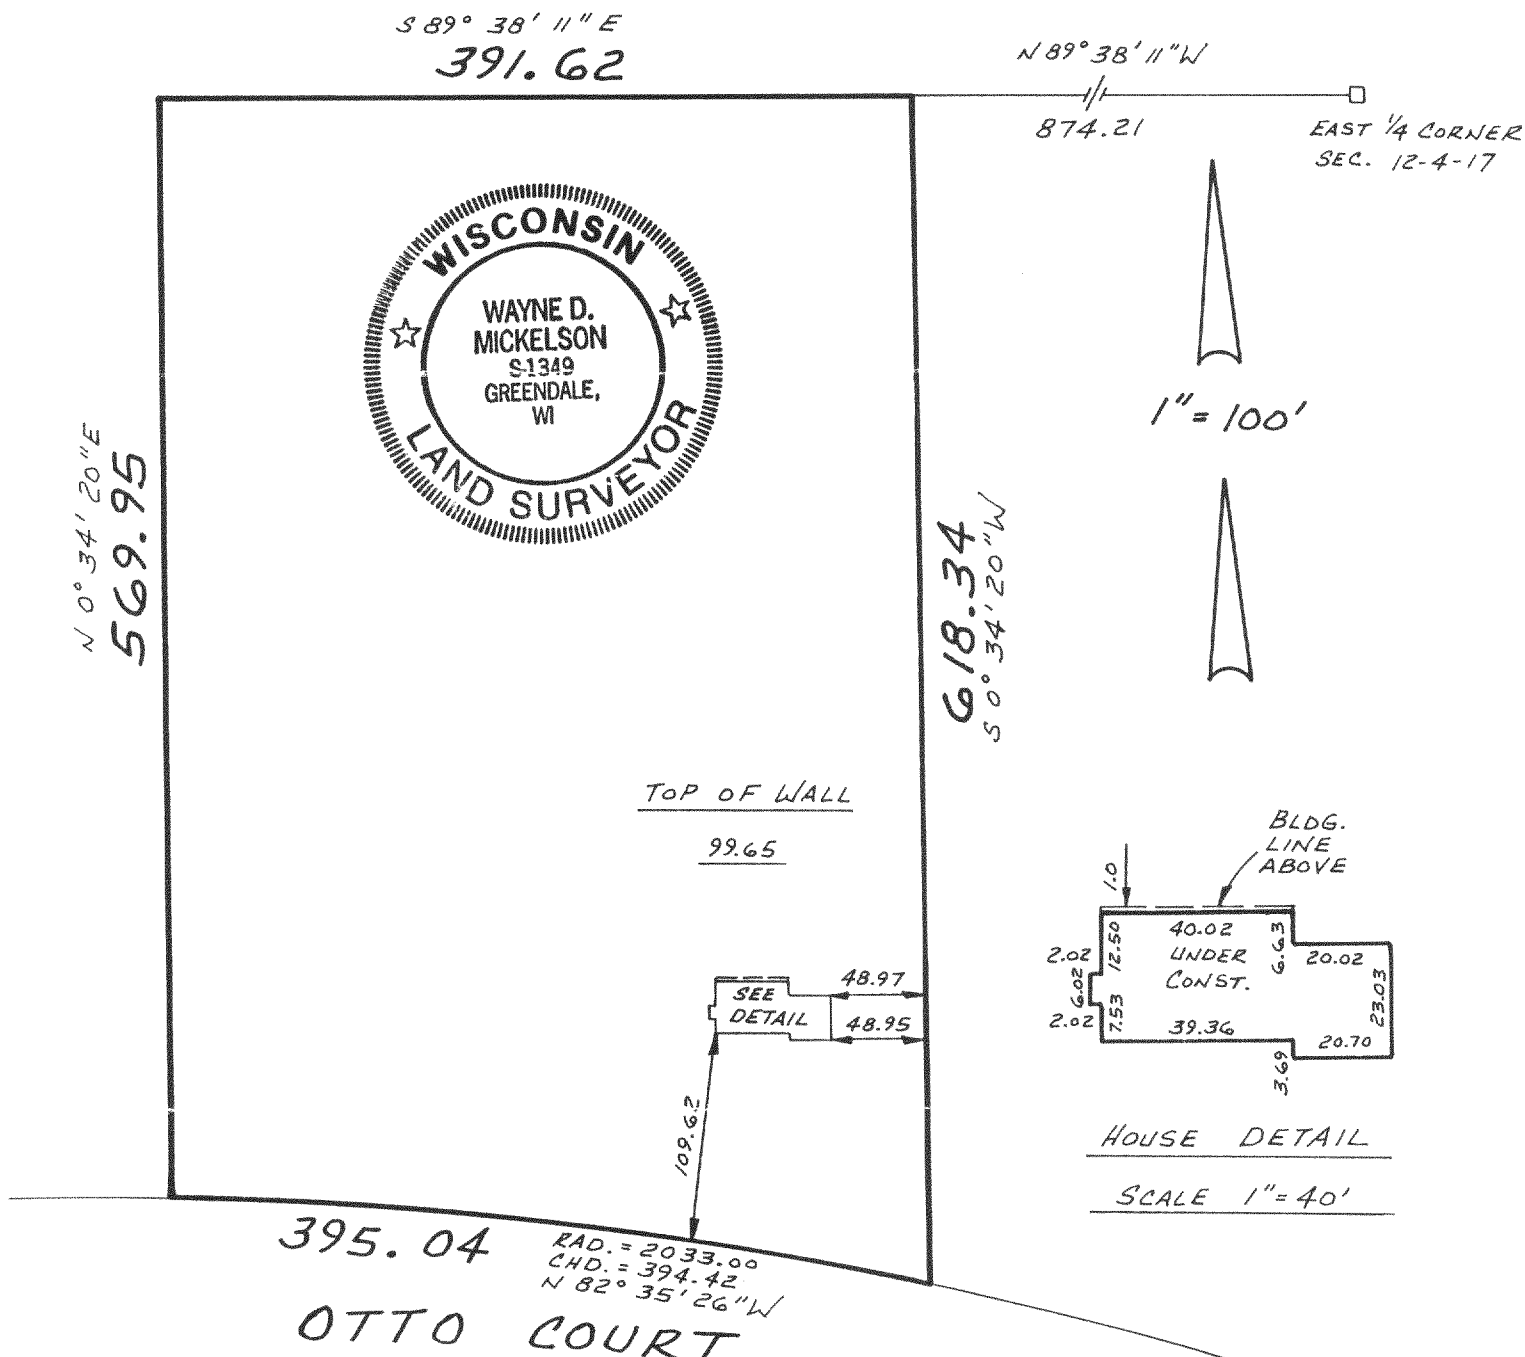 S 89° 38' 11" E
391.62
N 89° 38' 11" W
874.21
EAST 1/4 CORNER
SEC. 12-4-17
WISCONSIN
WAYNE D.
MICKELSON
S-1349
GREENDALE,
WI
LAND SURVEYOR
1" = 100'
N 0° 34' 20" E
569.95
618.34
S 0° 34' 20" W
TOP OF WALL
99.65
BLDG.
LINE
ABOVE
1.0
40.02
12.50
6.63
UNDER
CONST.
2.02
6.02
2.02
7.53
39.36
20.02
23.03
20.70
3.69
SEE
DETAIL
48.97
48.95
109.62
HOUSE DETAIL
SCALE 1" = 40'
395.04
RAD. = 2033.00
CHD. = 394.42
N 82° 35' 26" W
OTTO COURT